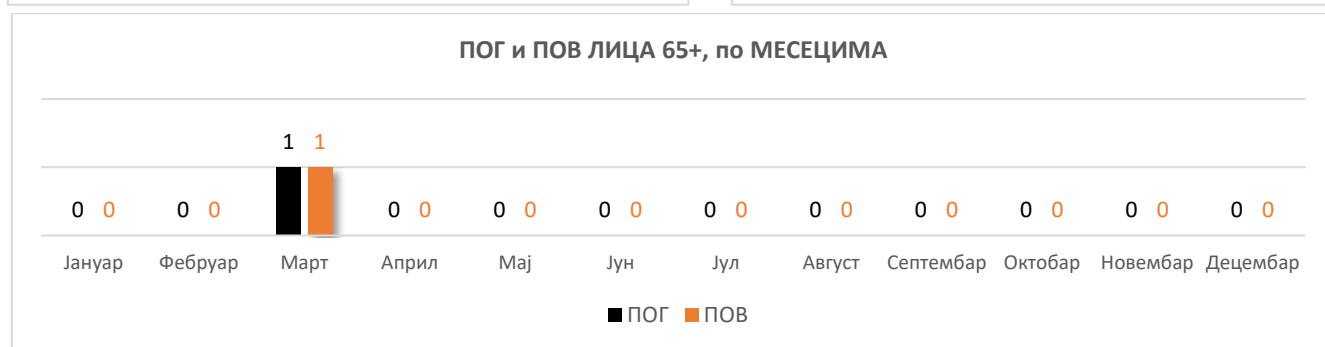 ПОГ и ПОВ ЛИЦА 65+, по МЕСЕЦИМА
1 1
0 0 0 0 0 0 0 0 0 0 0 0 0 0 0 0 0 0 0 0 0 0
Јануар Фебруар Март Април Мај Јун Јул Август Септембар Октобар Новембар Децембар
ПОГ ПОВ